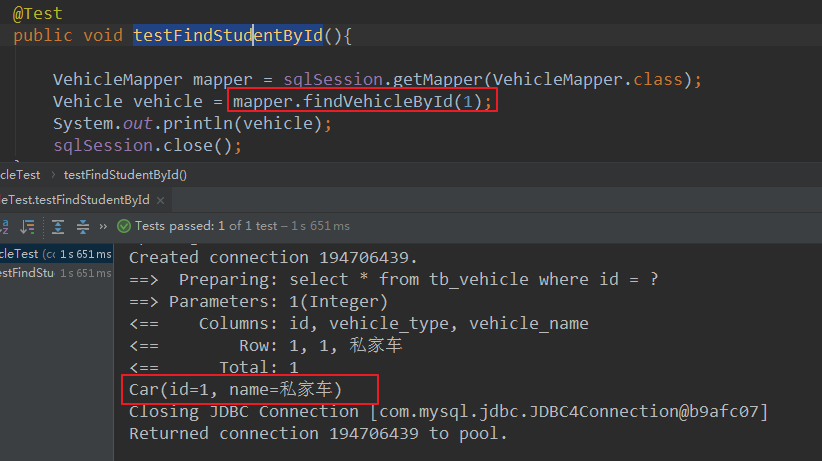 @Test
public void testFindStudentById(){
VehicleMapper mapper = sqlSession.getMapper(VehicleMapper.class);
Vehicle vehicle = mapper.findVehicleById(1);
System.out.println(vehicle);
sqlSession.close();
}
cleTest > testFindStudentById()
leTest.testFindStudentById ×
» Tests passed: 1 of 1 test – 1 s 651 ms
cleTest (cc 1 s 651 ms
estFindStu 1 s 651 ms
Created connection 194706439.
==>  Preparing: select * from tb_vehicle where id = ?
==> Parameters: 1(Integer)
<==    Columns: id, vehicle_type, vehicle_name
<==        Row: 1, 1, 私家车
<==      Total: 1
Car(id=1, name=私家车)
Closing JDBC Connection [com.mysql.jdbc.JDBC4Connection@b9afc07]
Returned connection 194706439 to pool.